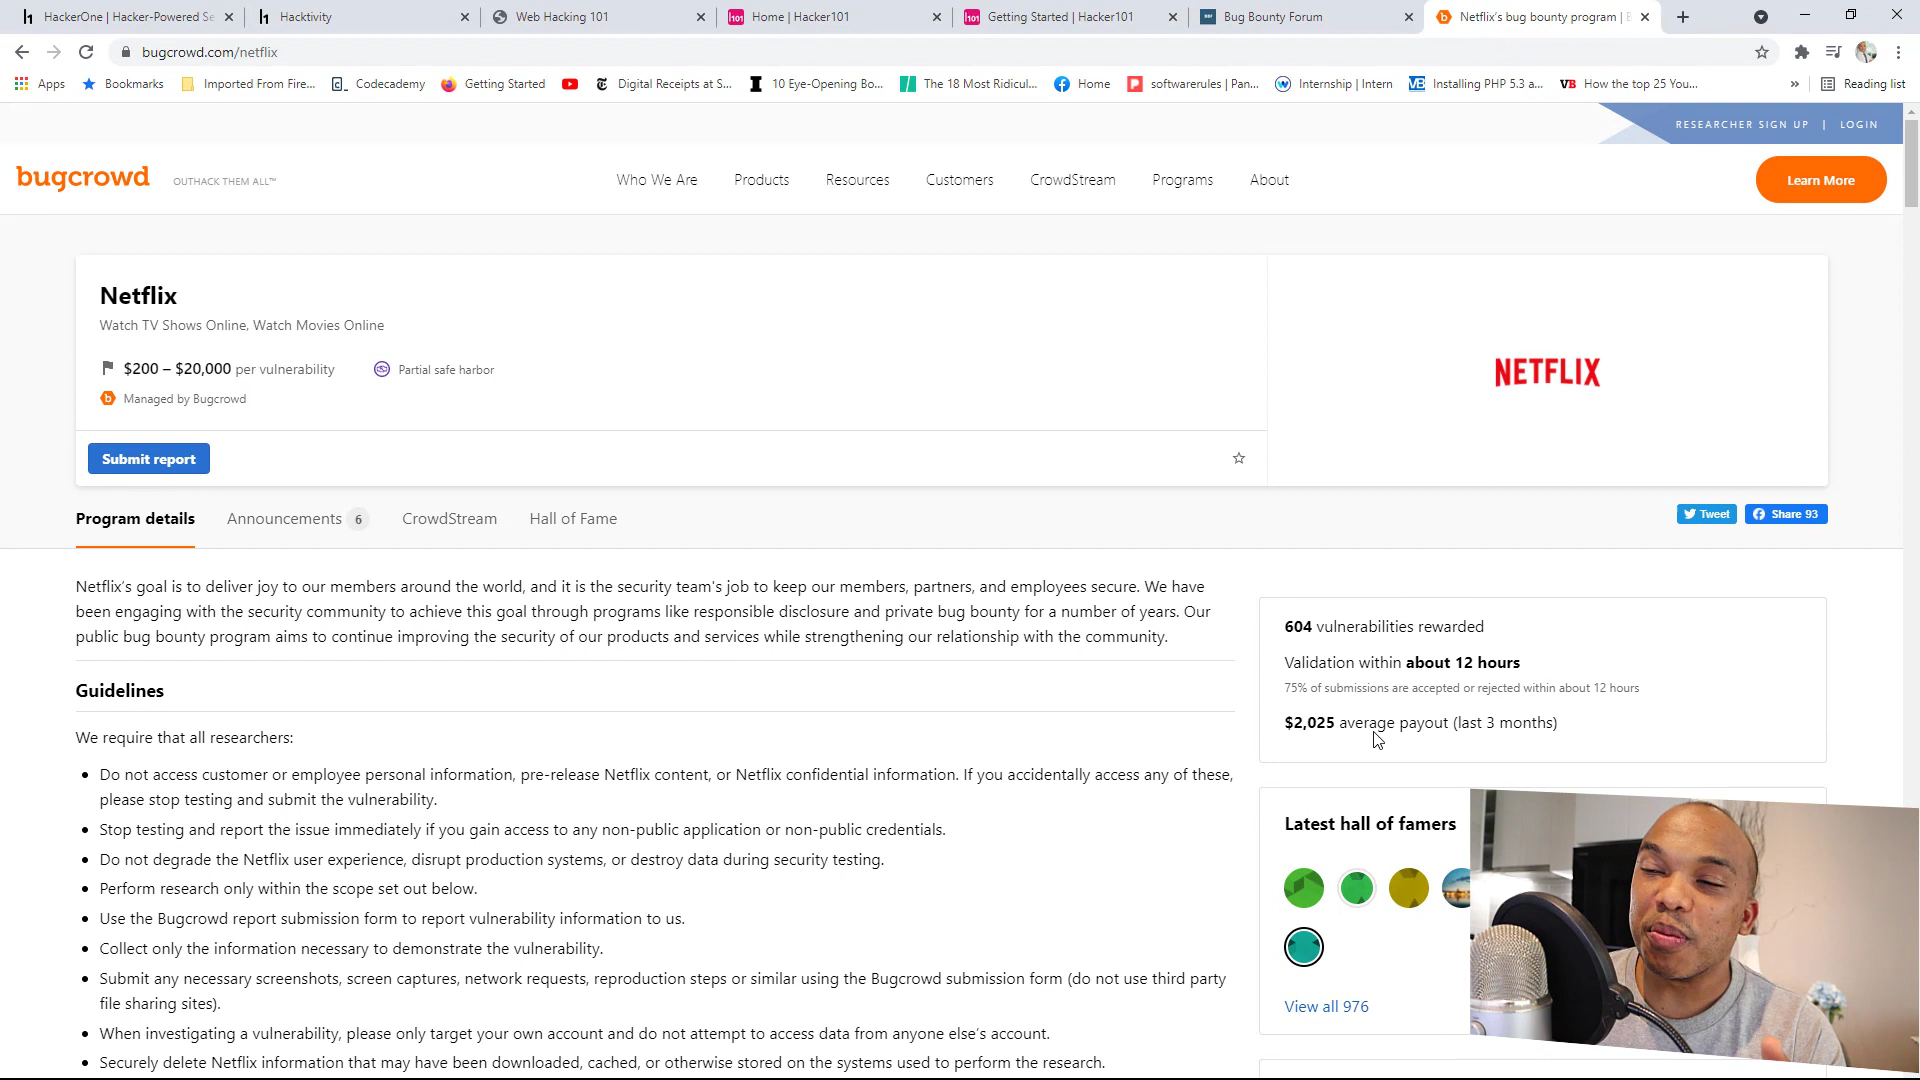 HackerOne | Hacker-Powered Se
Hacktivity
Web Hacking 101
Home | Hacker101
Getting Started | Hacker101
Bug Bounty Forum
Netflix's bug bounty program |
bugcrowd.com/netflix
Apps
Bookmarks
Imported From Fire...
Codecademy
Getting Started
Digital Receipts at S...
10 Eye-Opening Bo...
The 18 Most Ridicul...
Home
softwarerules | Pan...
Internship | Intern
Installing PHP 5.3 a...
How the top 25 You...
»
Reading list
RESEARCHER SIGN UP | LOGIN
bugcrowd
OUTHACK THEM ALL™
Who We Are
Products
Resources
Customers
CrowdStream
Programs
About
Learn More
Netflix
Watch TV Shows Online, Watch Movies Online
$200 – $20,000 per vulnerability
Partial safe harbor
Managed by Bugcrowd
NETFLIX
Submit report
Program details
Announcements 6
CrowdStream
Hall of Fame
Tweet
Share 93
Netflix's goal is to deliver joy to our members around the world, and it is the security team's job to keep our members, partners, and employees secure. We have
been engaging with the security community to achieve this goal through programs like responsible disclosure and private bug bounty for a number of years. Our
public bug bounty program aims to continue improving the security of our products and services while strengthening our relationship with the community.
Guidelines
We require that all researchers:
Do not access customer or employee personal information, pre-release Netflix content, or Netflix confidential information. If you accidentally access any of these,
please stop testing and submit the vulnerability.
Stop testing and report the issue immediately if you gain access to any non-public application or non-public credentials.
Do not degrade the Netflix user experience, disrupt production systems, or destroy data during security testing.
Perform research only within the scope set out below.
Use the Bugcrowd report submission form to report vulnerability information to us.
Collect only the information necessary to demonstrate the vulnerability.
Submit any necessary screenshots, screen captures, network requests, reproduction steps or similar using the Bugcrowd submission form (do not use third party
file sharing sites).
When investigating a vulnerability, please only target your own account and do not attempt to access data from anyone else's account.
Securely delete Netflix information that may have been downloaded, cached, or otherwise stored on the systems used to perform the research.
604 vulnerabilities rewarded
Validation within about 12 hours
75% of submissions are accepted or rejected within about 12 hours
$2,025 average payout (last 3 months)
Latest hall of famers
View all 976